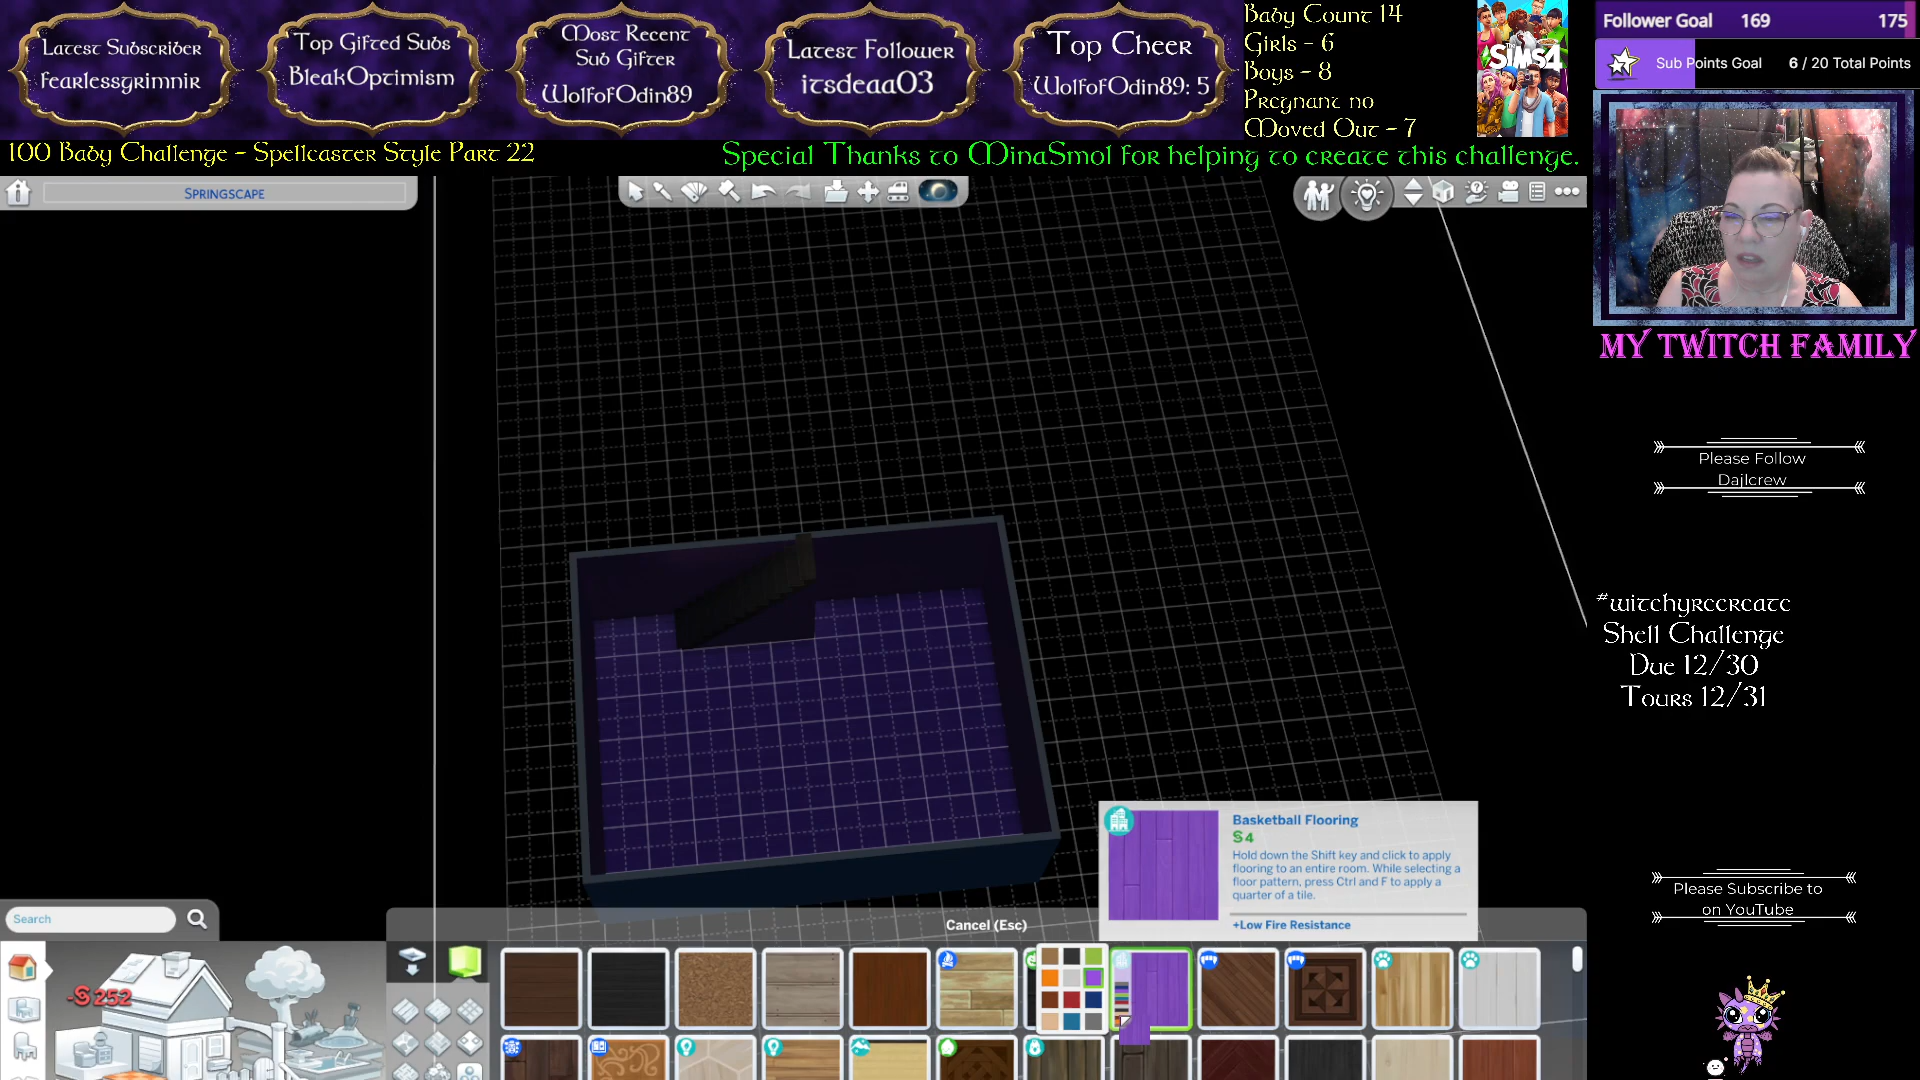 Latest Subscriber
fearlessgrimnir
Top Gifted Subs
BleakOptimism
Most Recent
Sub Gifter
WolfofOdin89
Latest Follower
itsdeaa03
Top Cheer
WolfofOdin89: 5
Baby Count 14
Girls - 6
Boys - 8
Pregnant no
Moved Out - 7
THE SIMS 4
Follower Goal 169 175
Sub Points Goal 6 / 20 Total Points
100 Baby Challenge - Spellcaster Style Part 22
Special Thanks to MinaSmol for helping to create this challenge.
Springscape
MY TWITCH FAMILY
Please Follow
Dajlcrew
#witchyrecreate
Shell Challenge
Due 12/30
Tours 12/31
Please Subscribe to
on YouTube
Basketball Flooring
§4
Hold down the Shift key and click to apply
flooring to an entire room. While selecting a
floor pattern, press Ctrl and F to apply a
quarter of a tile.
+Low Fire Resistance
Cancel (Esc)
Search
-§252